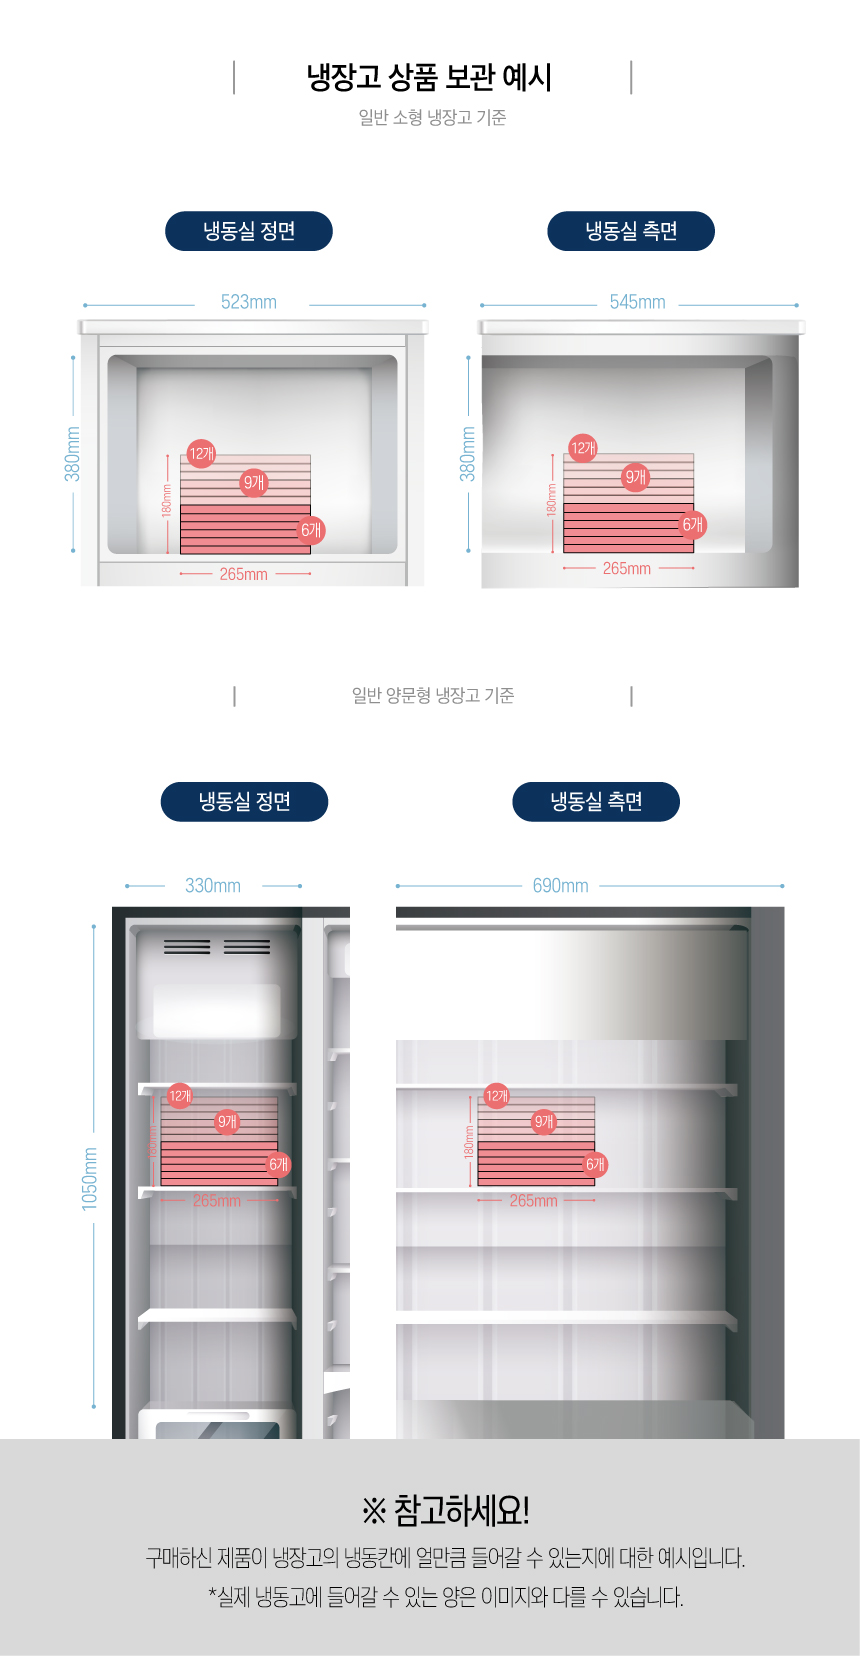 냉장고 상품 보관 예시
일반 소형 냉장고 기준
냉동실 정면
냉동실 측면
523mm
545mm
380mm
12개
9개
6개
180mm
265mm
380mm
12개
9개
6개
180mm
265mm
일반 양문형 냉장고 기준
냉동실 정면
냉동실 측면
330mm
690mm
1050mm
12개
9개
6개
265mm
12개
9개
6개
180mm
265mm
※ 참고하세요!
구매하신 제품이 냉장고의 냉동칸에 얼만큼 들어갈 수 있는지에 대한 예시입니다.
*실제 냉동고에 들어갈 수 있는 양은 이미지와 다를 수 있습니다.